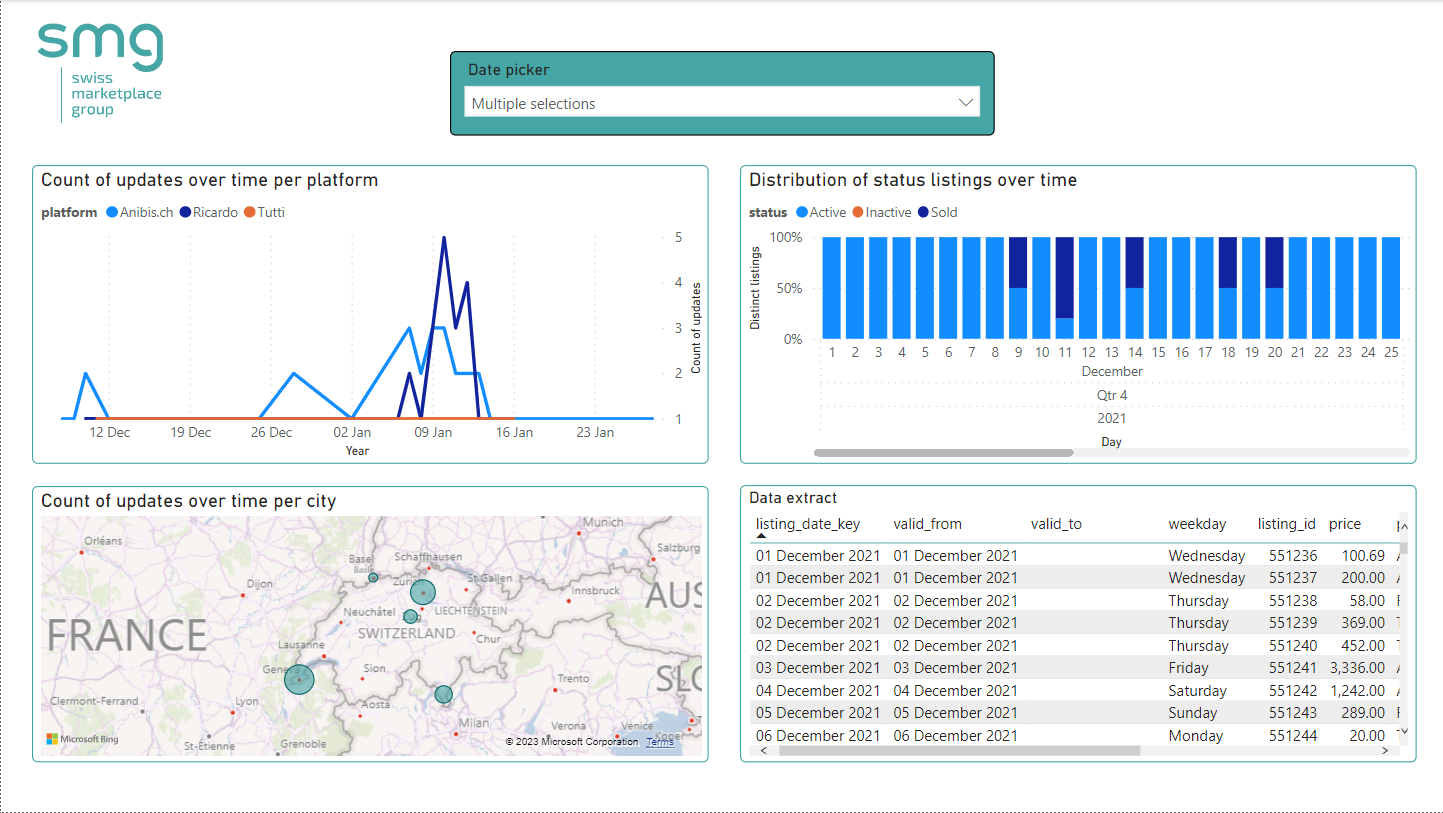 smg
swiss
marketplace
group
Date picker
Multiple selections
Count of updates over time per platform
platform Anibis.ch Ricardo Tutti
5
4
3
2
1
Count of updates
12 Dec 19 Dec 26 Dec 02 Jan 09 Jan 16 Jan 23 Jan
Year
Distribution of status listings over time
status Active Inactive Sold
100%
50%
0%
Distinct listings
1 2 3 4 5 6 7 8 9 10 11 12 13 14 15 16 17 18 19 20 21 22 23 24 25
December
Qtr 4
2021
Day
Count of updates over time per city
Munich
Orléans
Salzburg
Schaffhausen
Basel
Zurich
St.Gallen
Dijon
Innsbruck
AUS
Neuchâtel
LIECHTENSTEIN
FRANCE
SWITZERLAND
Chur
Lausanne
Geneva
Sion
Trento
SLO
Clermont-Ferrand
Lyon
Aosta
Milan
Verona
Venice
Koper
Microsoft Bing
St-Étienne
Grenoble
© 2023 Microsoft Corporation Terms
Data extract
listing_date_key valid_from valid_to weekday listing_id price
01 December 2021 01 December 2021 Wednesday 551236 100.69
01 December 2021 01 December 2021 Wednesday 551237 200.00
02 December 2021 02 December 2021 Thursday 551238 58.00
02 December 2021 02 December 2021 Thursday 551239 369.00
02 December 2021 02 December 2021 Thursday 551240 452.00
03 December 2021 03 December 2021 Friday 551241 3,336.00
04 December 2021 04 December 2021 Saturday 551242 1,242.00
05 December 2021 05 December 2021 Sunday 551243 289.00
06 December 2021 06 December 2021 Monday 551244 20.00